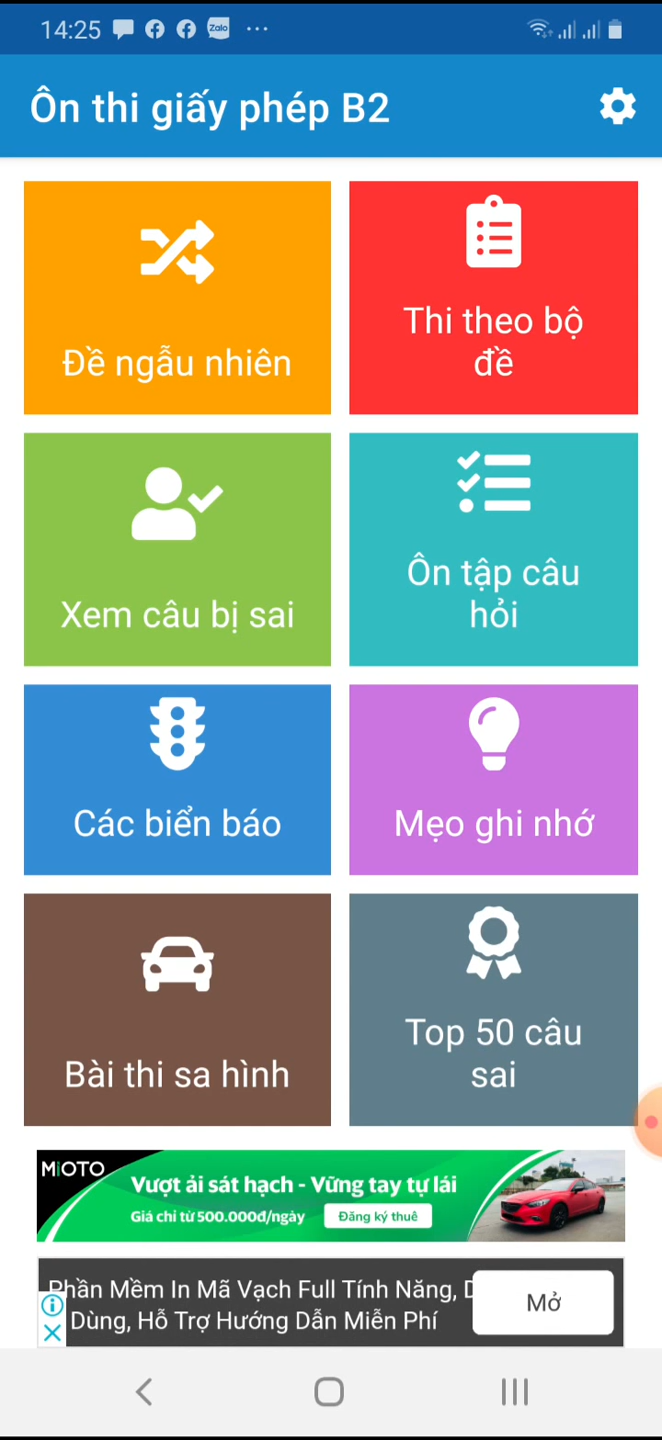 14:25
Zalo
Ôn thi giấy phép B2
Đề ngẫu nhiên
Thi theo bộ
đề
Xem câu bị sai
Ôn tập câu
hỏi
Các biển báo
Mẹo ghi nhớ
Bài thi sa hình
Top 50 câu
sai
MiOTO
Vượt ải sát hạch - Vững tay tự lái
Giá chỉ từ 500.000đ/ngày
Đăng ký thuê
Phần Mềm In Mã Vạch Full Tính Năng,
Dùng, Hỗ Trợ Hướng Dẫn Miễn Phí
Mở